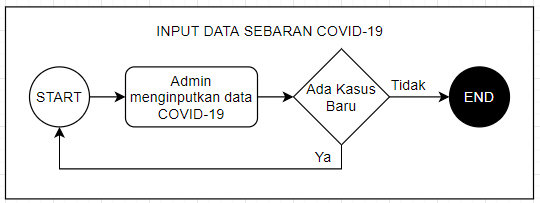 INPUT DATA SEBARAN COVID-19
START
Admin
menginputkan data
COVID-19
Ada Kasus
Baru
Tidak
END
Ya